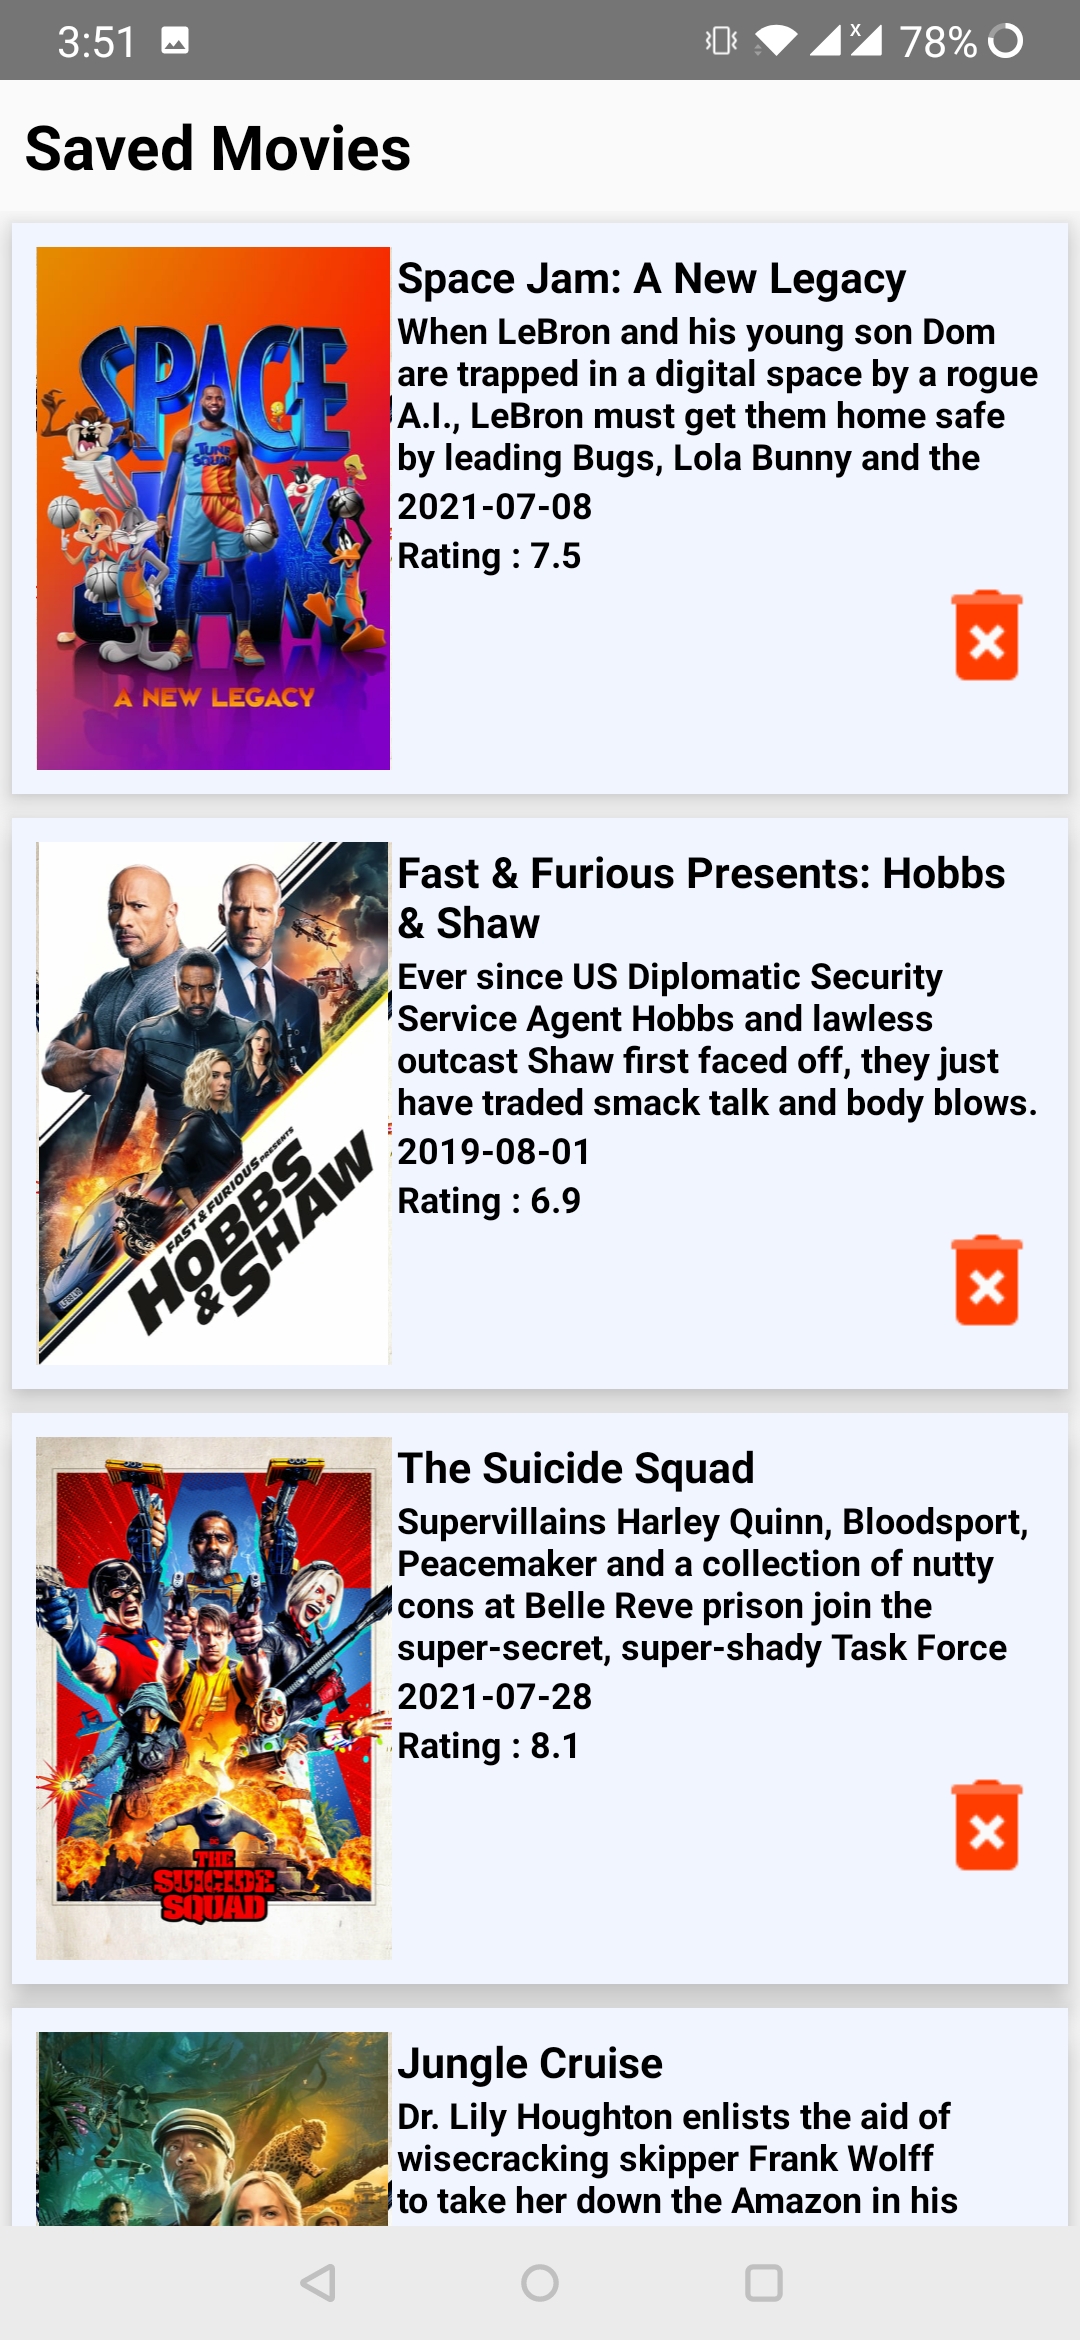 3:51
x 78%
Saved Movies
SPACE
TUNE
SQUAD
JAM
A NEW LEGACY
Space Jam: A New Legacy
When LeBron and his young son Dom
are trapped in a digital space by a rogue
A.I., LeBron must get them home safe
by leading Bugs, Lola Bunny and the
2021-07-08
Rating : 7.5
FAST & FURIOUS PRESENTS
HOBBS
& SHAW
Fast & Furious Presents: Hobbs
& Shaw
Ever since US Diplomatic Security
Service Agent Hobbs and lawless
outcast Shaw first faced off, they just
have traded smack talk and body blows.
2019-08-01
Rating : 6.9
THE
SUICIDE
SQUAD
The Suicide Squad
Supervillains Harley Quinn, Bloodsport,
Peacemaker and a collection of nutty
cons at Belle Reve prison join the
super-secret, super-shady Task Force
2021-07-28
Rating : 8.1
Jungle Cruise
Dr. Lily Houghton enlists the aid of
wisecracking skipper Frank Wolff
to take her down the Amazon in his